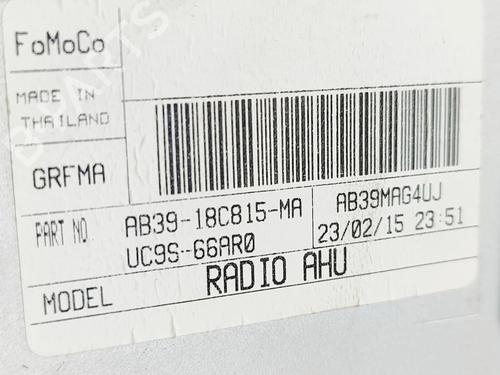 FoMoCo
MADE IN
THAILAND
GRFMA
PART NO. AB39-18C815-MA
UC9S-66AR0
AB39MAG4UJ
23/02/15 23:51
MODEL RADIO AHU